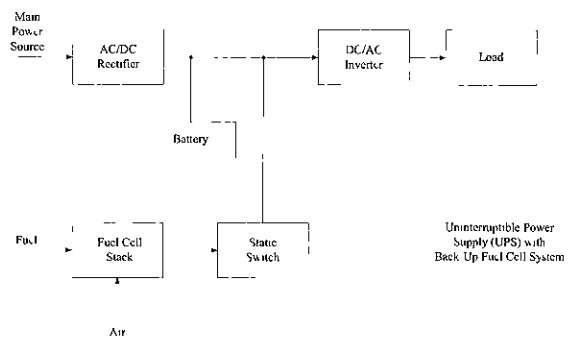 Main
Power
Source
AC/DC
Rectifier
DC/AC
Inverter
Load
Battery
Fuel
Fuel Cell
Stack
Static
Switch
Uninterruptible Power
Supply (UPS) with
Back Up Fuel Cell System
Air